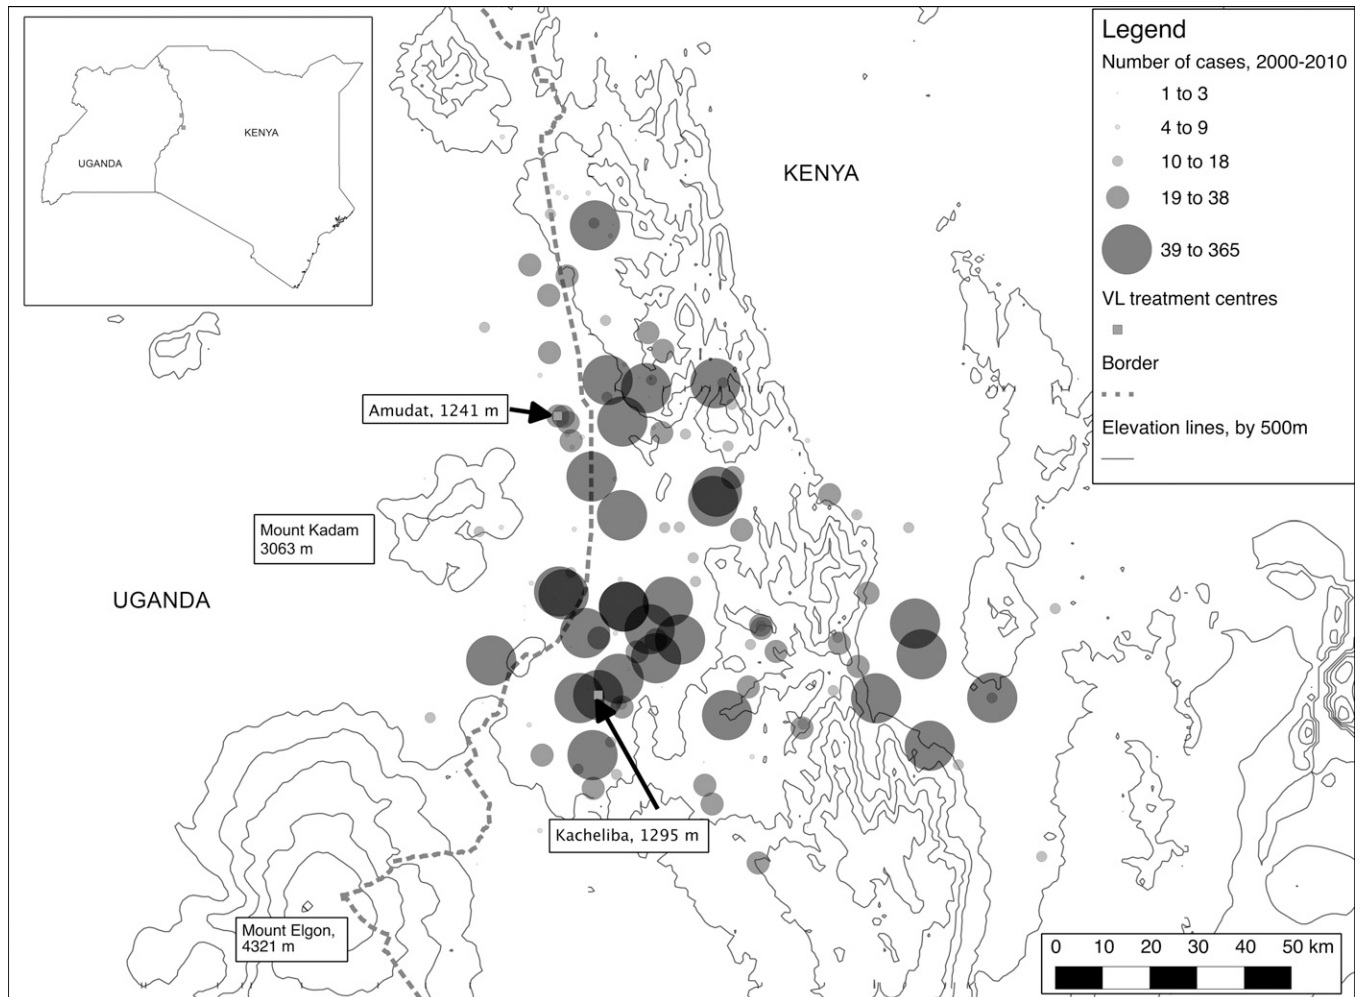 UGANDA
KENYA
Legend
Number of cases, 2000-2010
1 to 3
4 to 9
10 to 18
19 to 38
39 to 365
VL treatment centres
Border
Elevation lines, by 500m
KENYA
Amudat, 1241 m
Mount Kadam
3063 m
UGANDA
Kacheliba, 1295 m
Mount Elgon,
4321 m
0 10 20 30 40 50 km